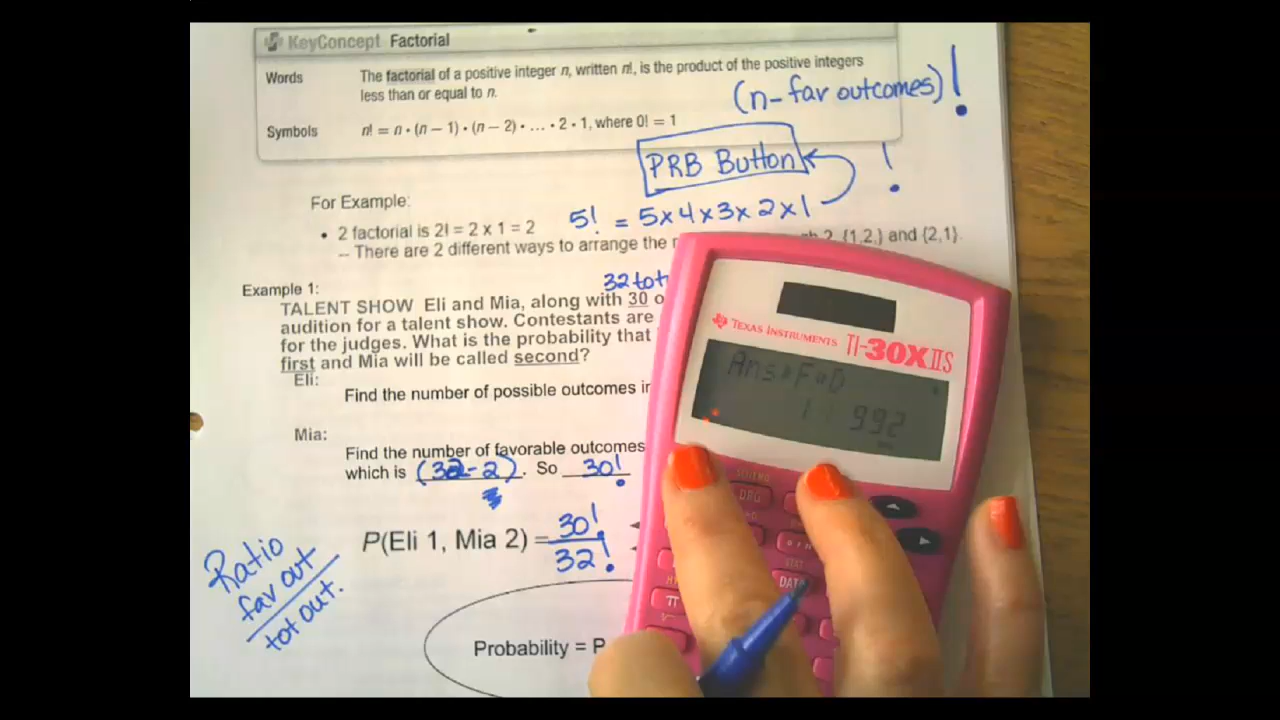 KeyConcept Factorial
Words The factorial of a positive integer n, written n!, is the product of the positive integers
less than or equal to n.
(n- far outcomes)!
Symbols n! = n • (n − 1) • (n − 2) • … • 2 • 1, where 0! = 1
PRB Button
!
For Example:
5! = 5x4x3x2x1
• 2 factorial is 2! = 2 x 1 = 2
-- There are 2 different ways to arrange the 2, {1,2,} and {2,1}.
32 tot
Example 1:
TALENT SHOW Eli and Mia, along with 30 o
audition for a talent show. Contestants are
for the judges. What is the probability that
first and Mia will be called second?
Eli:
Find the number of possible outcomes in
Mia:
Find the number of favorable outcomes
which is (32-2). So 30!
P(Eli 1, Mia 2) = 30!
32!
Ratio
fav out
tot out.
Probability = P
TEXAS INSTRUMENTS TI-30X IIS
1 992
DRG
DATA
π